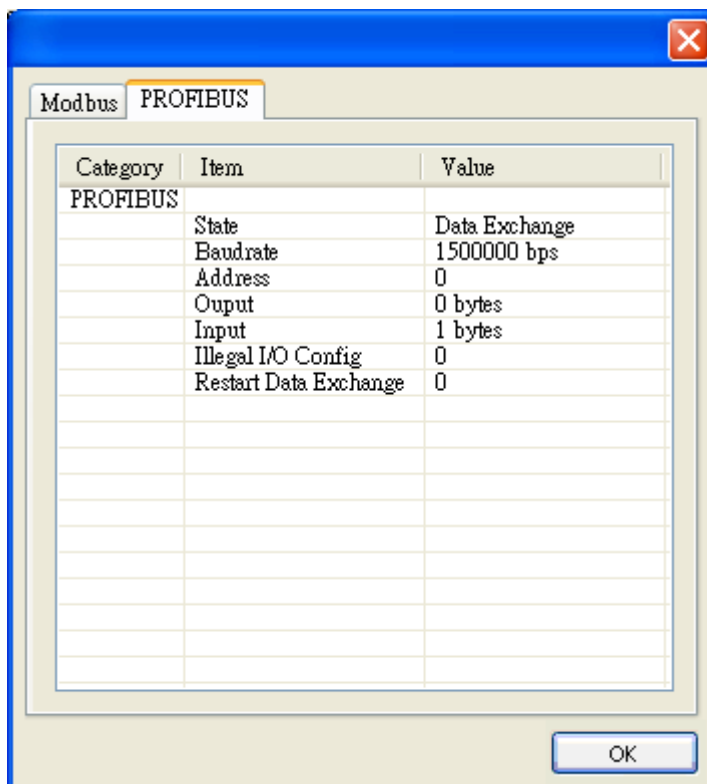 Modbus PROFIBUS
Category Item Value
PROFIBUS
State Data Exchange
Baudrate 1500000 bps
Address 0
Ouput 0 bytes
Input 1 bytes
Illegal I/O Config 0
Restart Data Exchange 0
OK